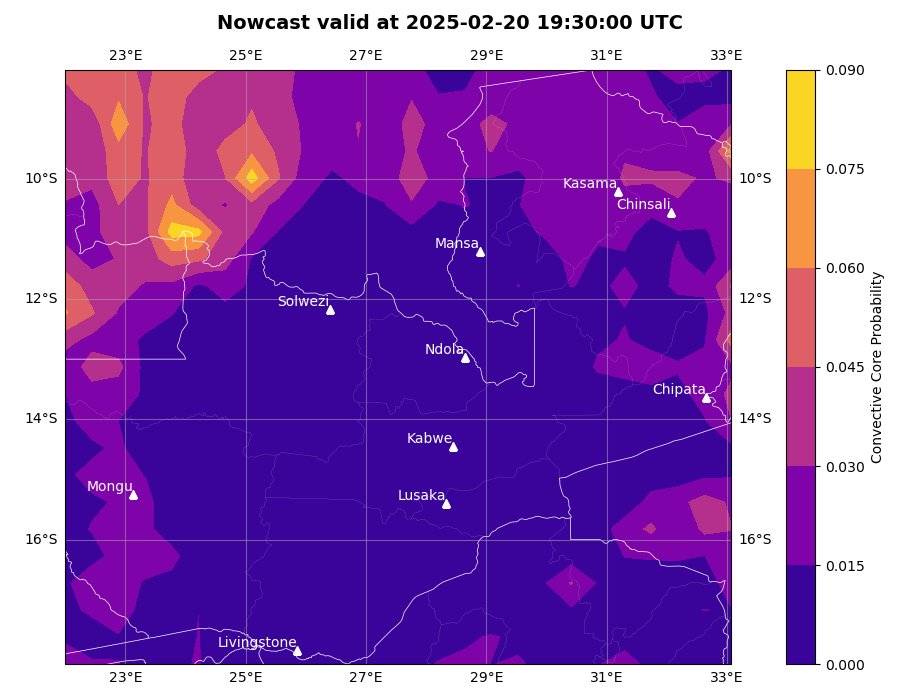 Nowcast valid at 2025-02-20 19:30:00 UTC
23°E 25°E 27°E 29°E 31°E 33°E
0.090
0.075
10°S Kasama 10°S
Chinsali
Mansa
0.060
12°S Solwezi 12°S
Ndola
0.045
Chipata
14°S 14°S
Kabwe
0.030
Mongu
Lusaka
16°S 16°S
0.015
Livingstone
0.000
23°E 25°E 27°E 29°E 31°E 33°E
Convective Core Probability